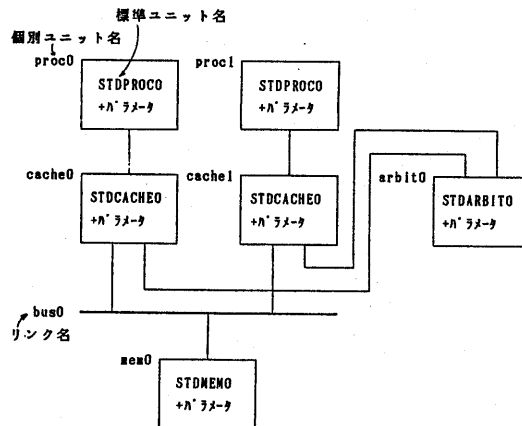 標準ユニット名
個別ユニット名
proc0
STDPROC0
+パラメータ
proc1
STDPROC0
+パラメータ
cache0
STDCACHE0
+パラメータ
cache1
STDCACHE0
+パラメータ
arbit0
STDARBIT0
+パラメータ
bus0
リンク名
mem0
STDMEM0
+パラメータ